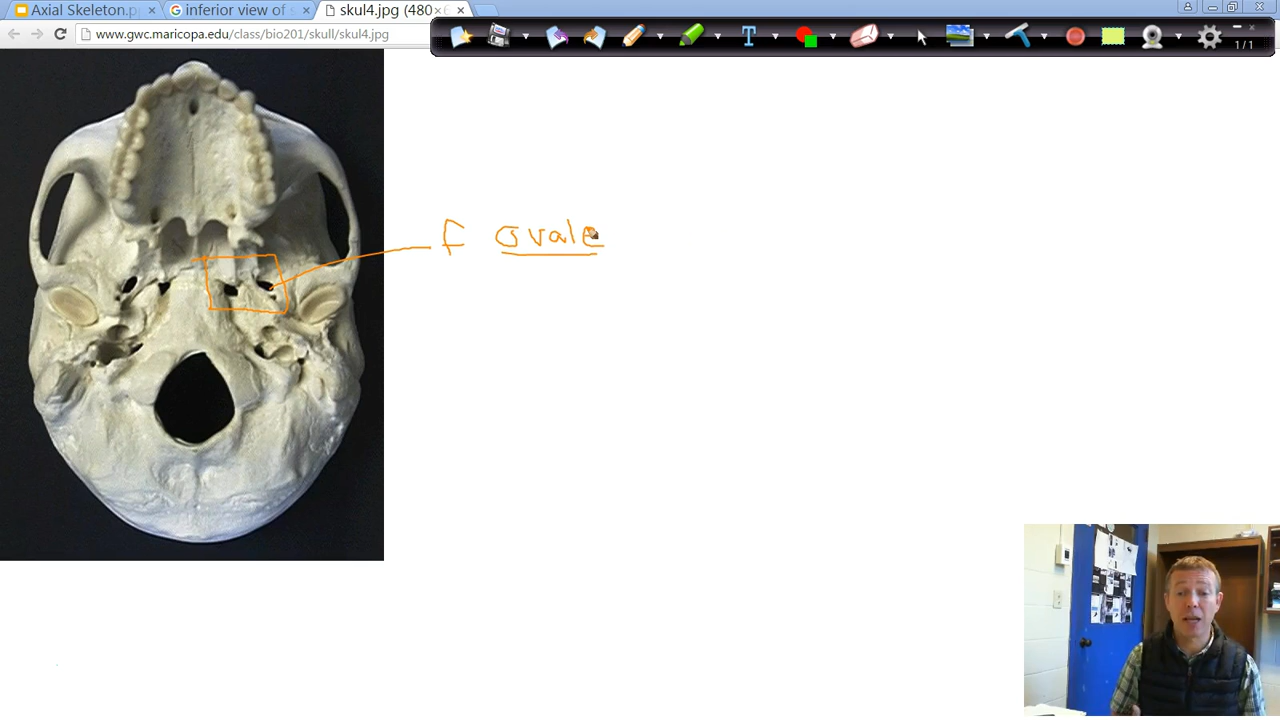 Axial Skeleton.p
inferior view of s
skul4.jpg (480×6
www.gwc.maricopa.edu/class/bio201/skull/skul4.jpg
T
1/1
f ovale